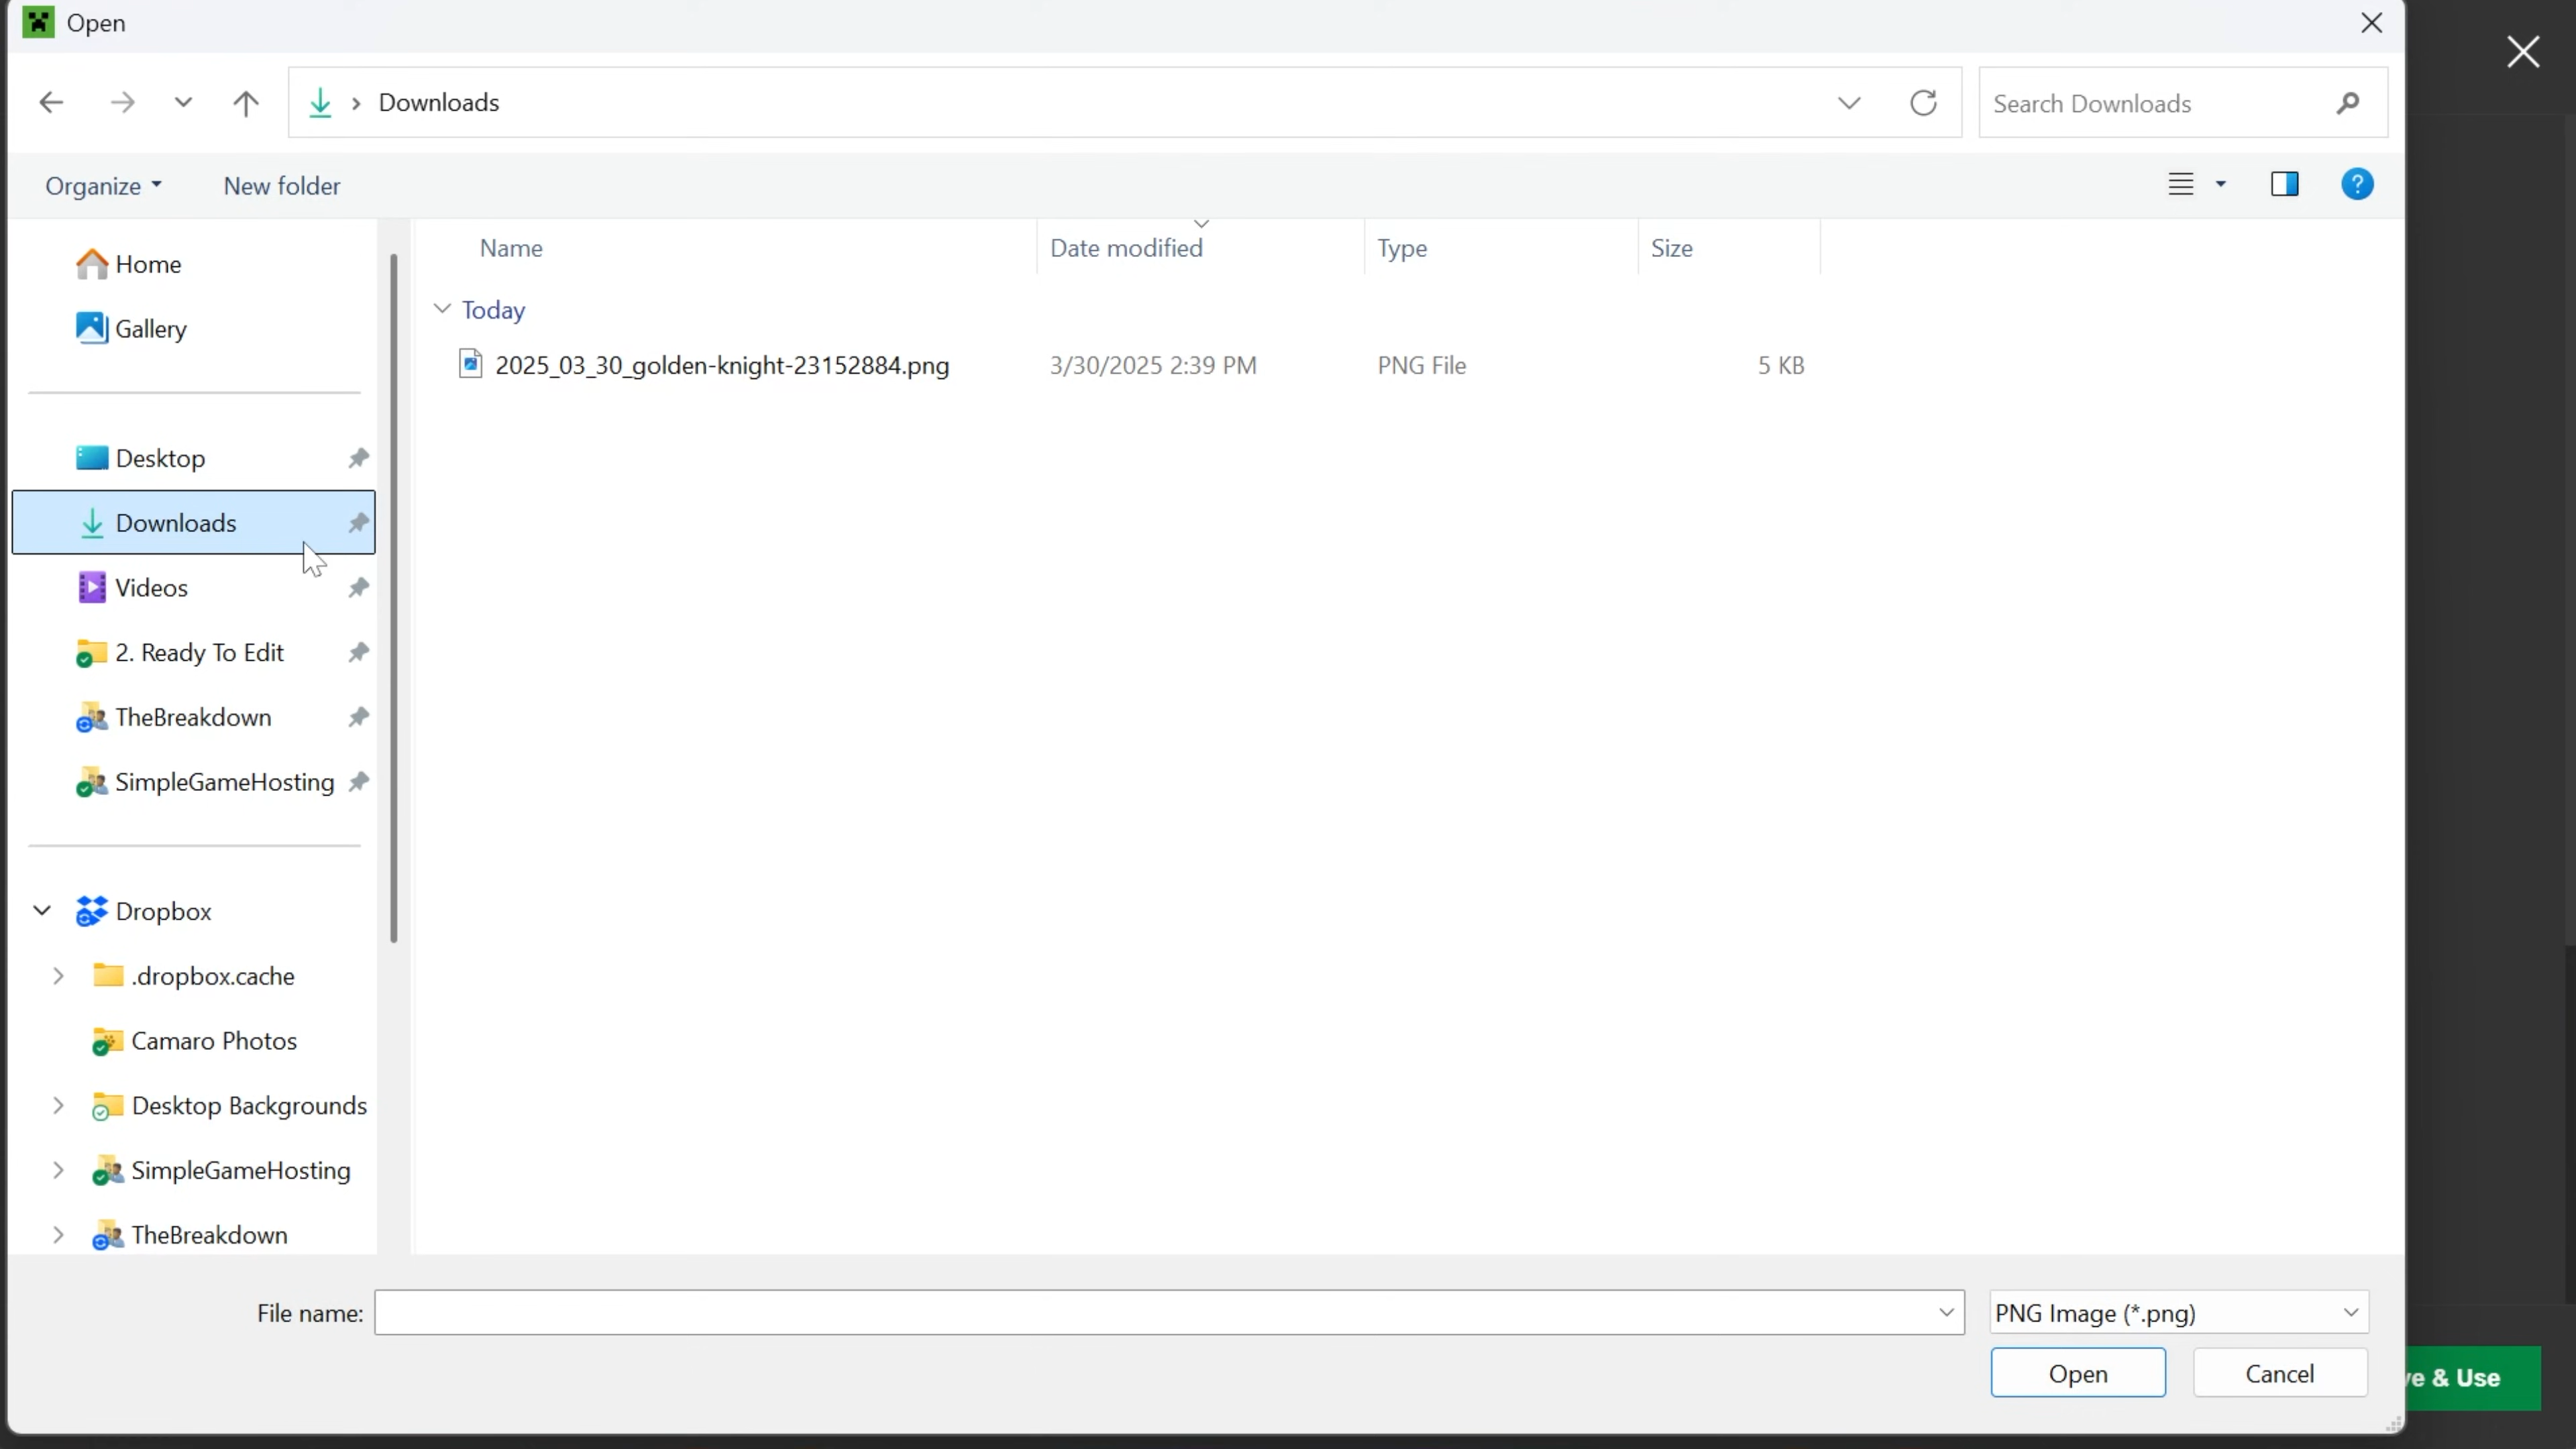 Open
Downloads
Search Downloads
Organize
New folder
Home
Gallery
Desktop
Downloads
Videos
2. Ready To Edit
TheBreakdown
SimpleGameHosting
Dropbox
.dropbox.cache
Camaro Photos
Desktop Backgrounds
SimpleGameHosting
TheBreakdown
Name Date modified Type Size
Today
2025_03_30_golden-knight-23152884.png 3/30/2025 2:39 PM PNG File 5 KB
File name:
PNG Image (*.png)
Open Cancel
& Use